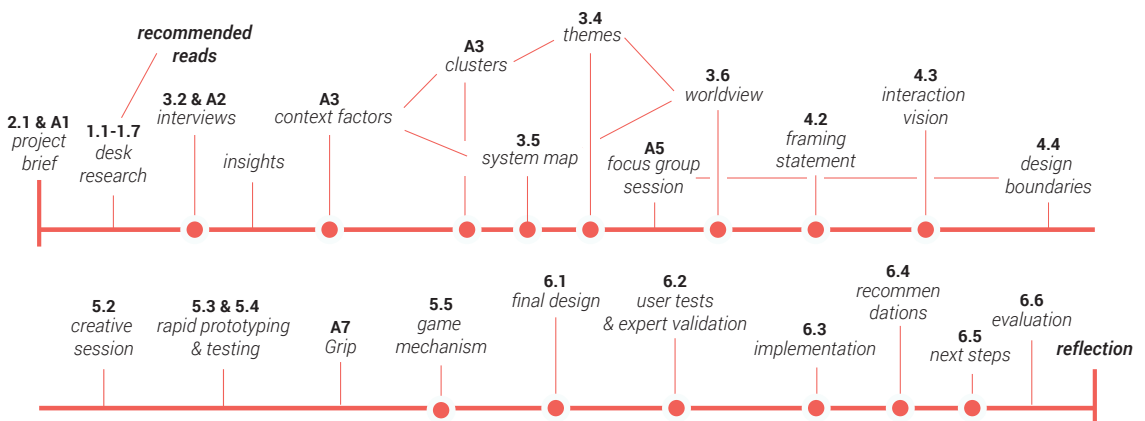 recommended
reads
2.1 & A1
project
brief
1.1-1.7
desk
research
3.2 & A2
interviews
insights
A3
context factors
A3
clusters
3.5
system map
3.4
themes
A5
focus group
session
3.6
worldview
4.2
framing
statement
4.3
interaction
vision
4.4
design
boundaries
5.2
creative
session
5.3 & 5.4
rapid prototyping
& testing
A7
Grip
5.5
game
mechanism
6.1
final design
6.2
user tests
& expert validation
6.3
implementation
6.4
recommen
dations
6.5
next steps
6.6
evaluation
reflection